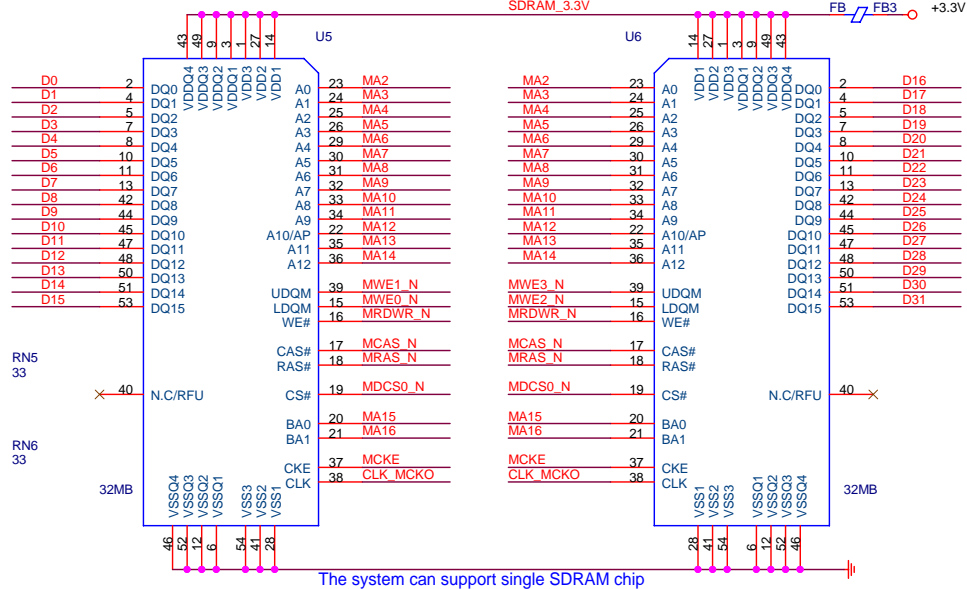 SDRAM_3.3V
FB FB3 +3.3V
U5 U6
43 49 9 3 1 27 14
14 27 1 3 9 49 43
VDDQ4 VDDQ3 VDDQ2 VDDQ1 VDD3 VDD2 VDD1
VDD1 VDD2 VDD3 VDDQ1 VDDQ2 VDDQ3 VDDQ4
D0 2 DQ0 A0 23 MA2
D1 4 DQ1 A1 24 MA3
D2 5 DQ2 A2 25 MA4
D3 7 DQ3 A3 26 MA5
D4 8 DQ4 A4 29 MA6
D5 10 DQ5 A5 30 MA7
D6 11 DQ6 A6 31 MA8
D7 13 DQ7 A7 32 MA9
D8 42 DQ8 A8 33 MA10
D9 44 DQ9 A9 34 MA11
D10 45 DQ10 A10/AP 22 MA12
D11 47 DQ11 A11 35 MA13
D12 48 DQ12 A12 36 MA14
D13 50 DQ13
D14 51 DQ14 UDQM 39 MWE1_N
D15 53 DQ15 LDQM 15 MWE0_N
WE# 16 MRDWR_N
CAS# 17 MCAS_N
RAS# 18 MRAS_N
RN5
33
40 N.C/RFU CS# 19 MDCS0_N
BA0 20 MA15
BA1 21 MA16
RN6
33
CKE 37 MCKE
CLK 38 CLK_MCKO
32MB
VSSQ4 VSSQ3 VSSQ2 VSSQ1 VSS3 VSS2 VSS1
46 52 12 6 54 41 28
MA2 23 A0 DQ0 2 D16
MA3 24 A1 DQ1 4 D17
MA4 25 A2 DQ2 5 D18
MA5 26 A3 DQ3 7 D19
MA6 29 A4 DQ4 8 D20
MA7 30 A5 DQ5 10 D21
MA8 31 A6 DQ6 11 D22
MA9 32 A7 DQ7 13 D23
MA10 33 A8 DQ8 42 D24
MA11 34 A9 DQ9 44 D25
MA12 22 A10/AP DQ10 45 D26
MA13 35 A11 DQ11 47 D27
MA14 36 A12 DQ12 48 D28
DQ13 50 D29
MWE3_N 39 UDQM DQ14 51 D30
MWE2_N 15 LDQM DQ15 53 D31
MRDWR_N 16 WE#
MCAS_N 17 CAS#
MRAS_N 18 RAS#
MDCS0_N 19 CS# N.C/RFU 40
MA15 20 BA0
MA16 21 BA1
MCKE 37 CKE
CLK_MCKO 38 CLK
32MB
VSS1 VSS2 VSS3 VSSQ1 VSSQ2 VSSQ3 VSSQ4
28 41 54 6 12 52 46
The system can support single SDRAM chip